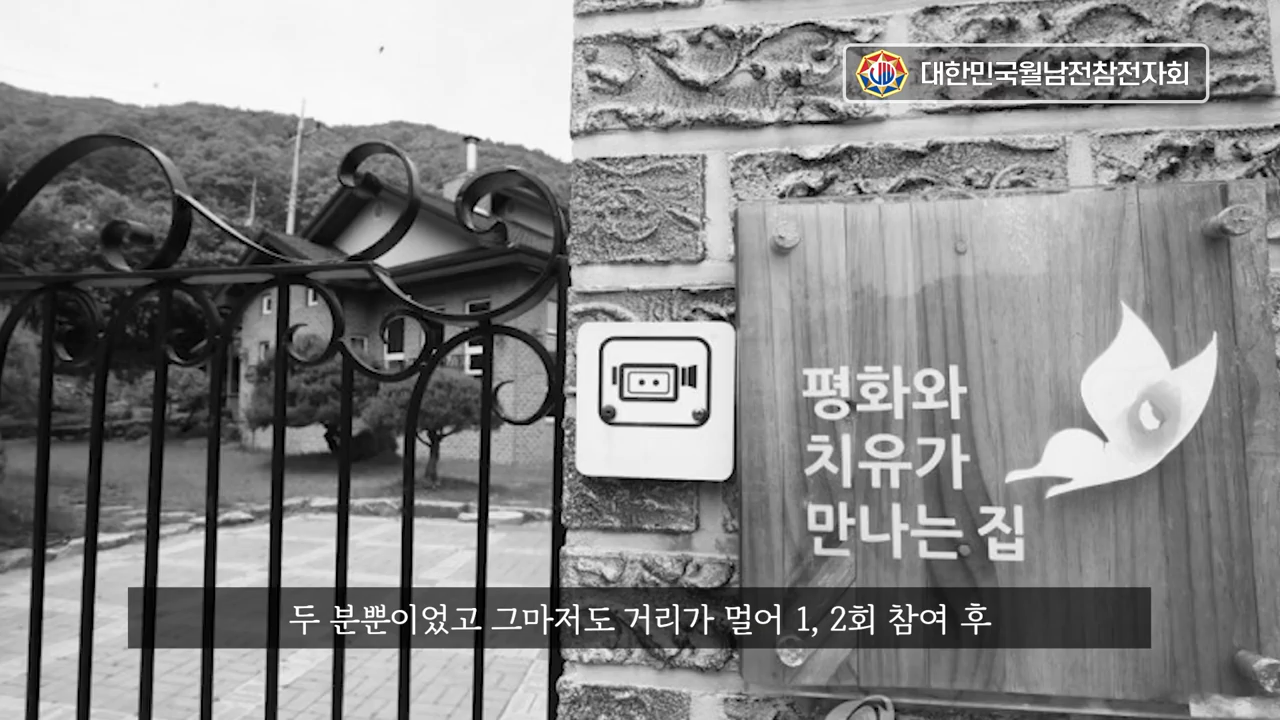 대한민국월남전참전자회
평화와
치유가
만나는 집
두 분뿐이었고 그마저도 거리가 멀어 1, 2회 참여 후